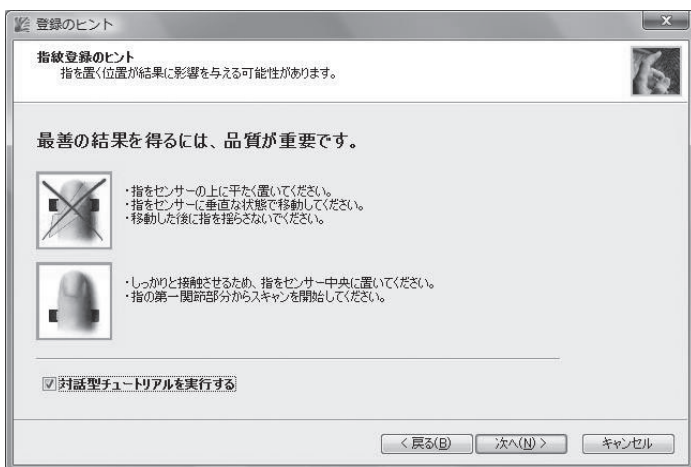 登録のヒント
指紋登録のヒント
指を置く位置が結果に影響を与える可能性があります。
最善の結果を得るには、品質が重要です。
・指をセンサーの上に平たく置いてください。
・指をセンサーに垂直な状態で移動してください。
・移動した後に指を揺らさないでください。
・しっかりと接触させるため、指をセンサー中央に置いてください。
・指の第一関節部分からスキャンを開始してください。
対話型チュートリアルを実行する
< 戻る(B) 次へ(N) > キャンセル